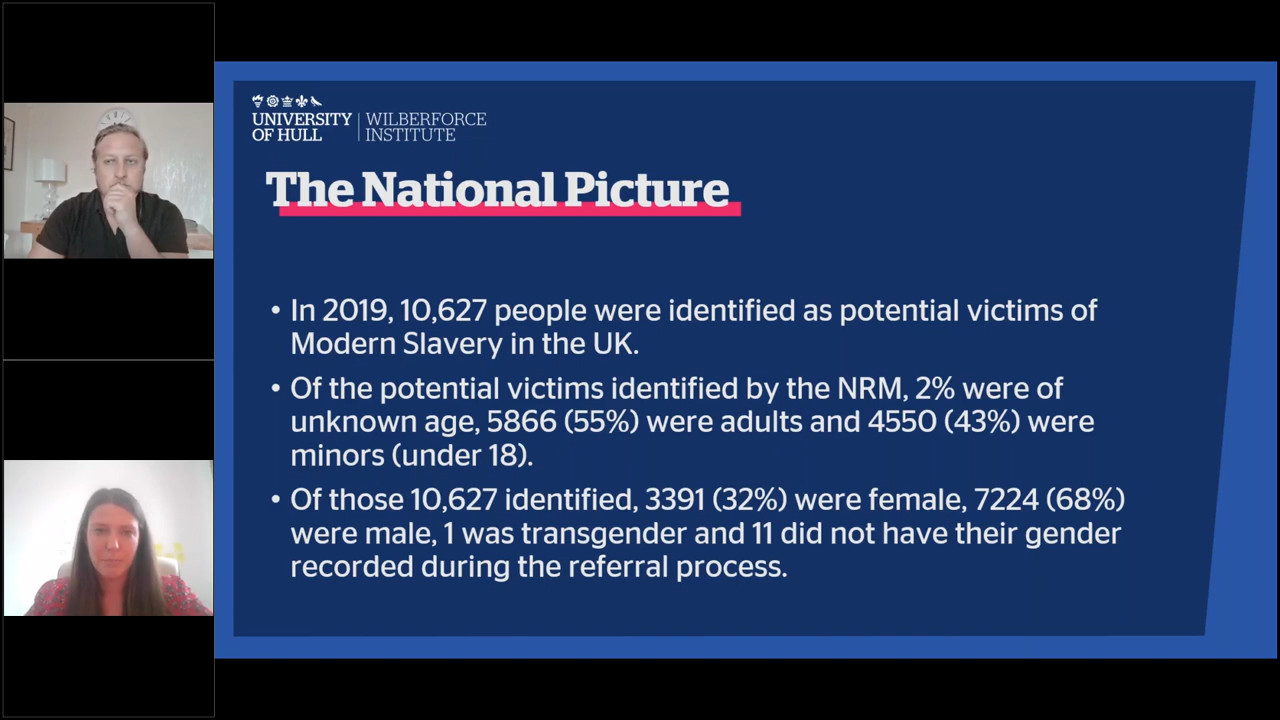 UNIVERSITY
OF HULL
WILBERFORCE
INSTITUTE
The National Picture
• In 2019, 10,627 people were identified as potential victims of
Modern Slavery in the UK.
• Of the potential victims identified by the NRM, 2% were of
unknown age, 5866 (55%) were adults and 4550 (43%) were
minors (under 18).
• Of those 10,627 identified, 3391 (32%) were female, 7224 (68%)
were male, 1 was transgender and 11 did not have their gender
recorded during the referral process.